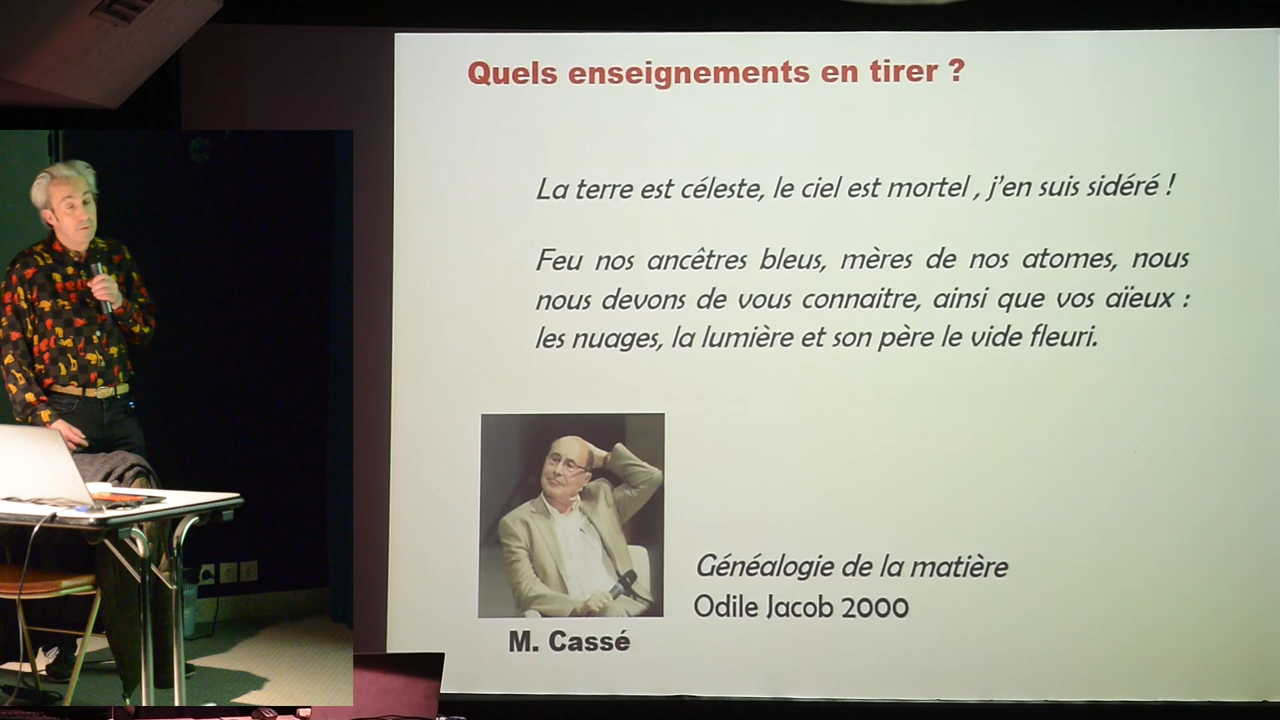 Quels enseignements en tirer ?
La terre est céleste, le ciel est mortel , j'en suis sidéré !
Feu nos ancêtres bleus, mères de nos atomes, nous
nous devons de vous connaitre, ainsi que vos aïeux :
les nuages, la lumière et son père le vide fleuri.
Généalogie de la matière
Odile Jacob 2000
M. Cassé